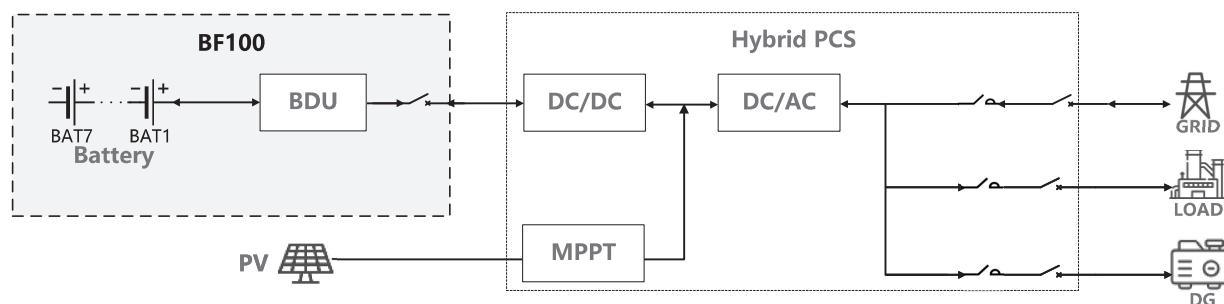 BF100
Hybrid PCS
- +
- +
BDU
DC/DC
DC/AC
BAT7
BAT1
Battery
GRID
LOAD
PV
MPPT
DG